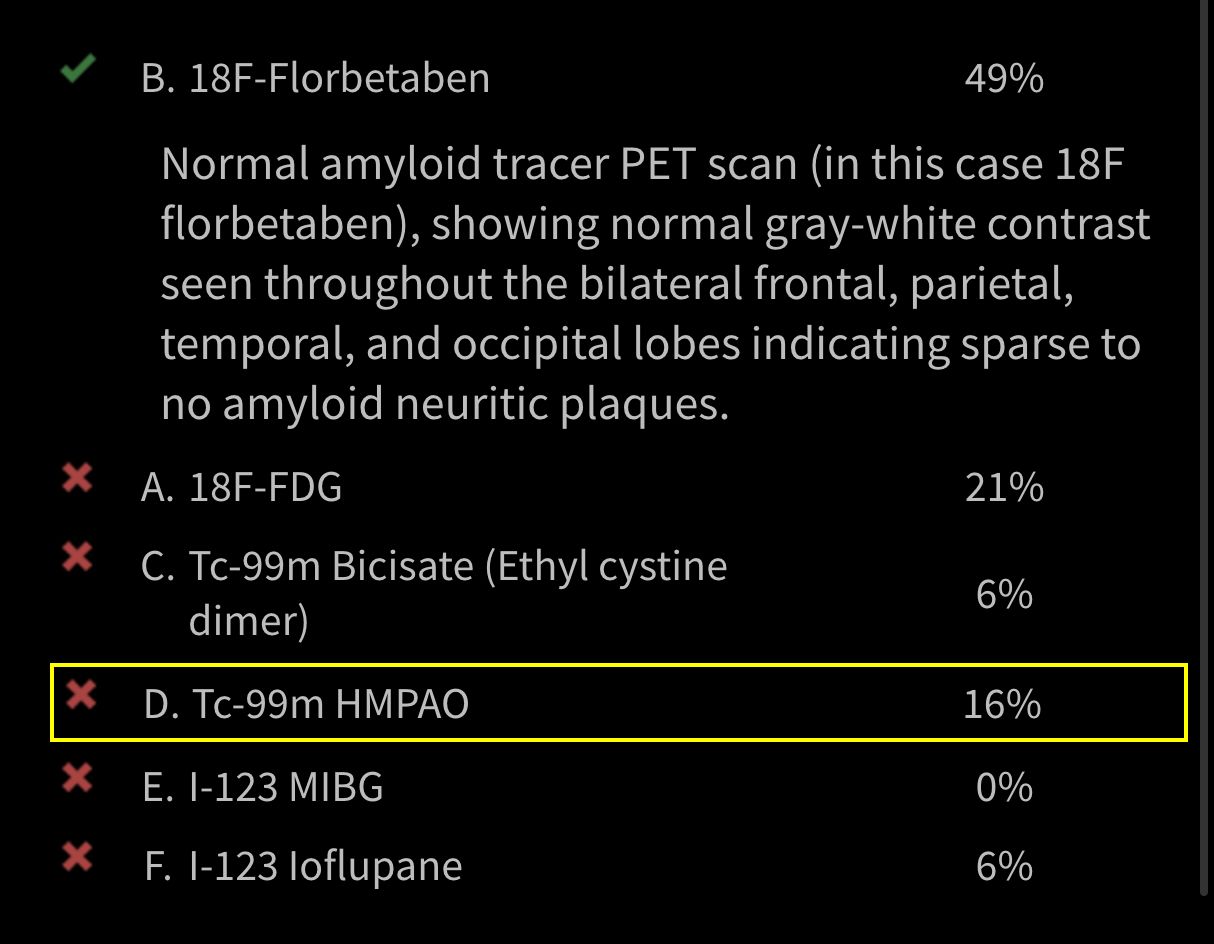 B. 18F-Florbetaben 49%
Normal amyloid tracer PET scan (in this case 18F
florbetaben), showing normal gray-white contrast
seen throughout the bilateral frontal, parietal,
temporal, and occipital lobes indicating sparse to
no amyloid neuritic plaques.
A. 18F-FDG 21%
C. Tc-99m Bicisate (Ethyl cystine
dimer) 6%
D. Tc-99m HMPAO 16%
E. I-123 MIBG 0%
F. I-123 Ioflupane 6%